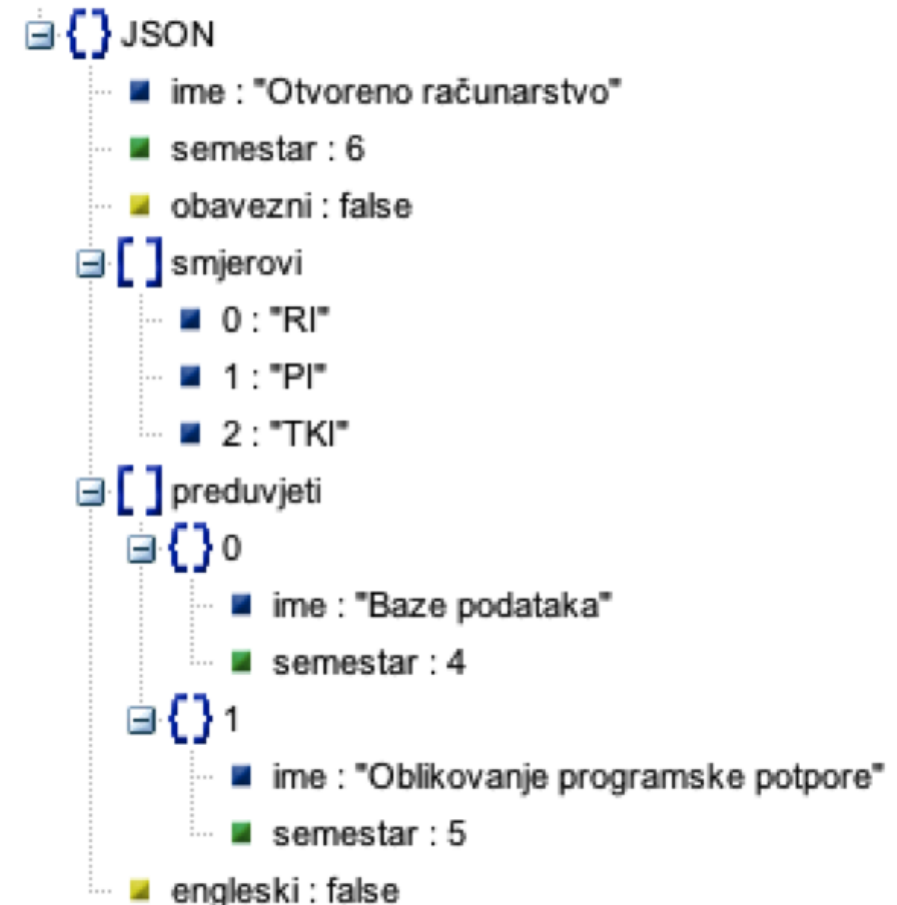 JSON
ime : "Otvoreno računarstvo"
semestar : 6
obavezni : false
smjerovi
0 : "RI"
1 : "PI"
2 : "TKI"
preduvjeti
0
ime : "Baze podataka"
semestar : 4
1
ime : "Oblikovanje programske potpore"
semestar : 5
engleski : false